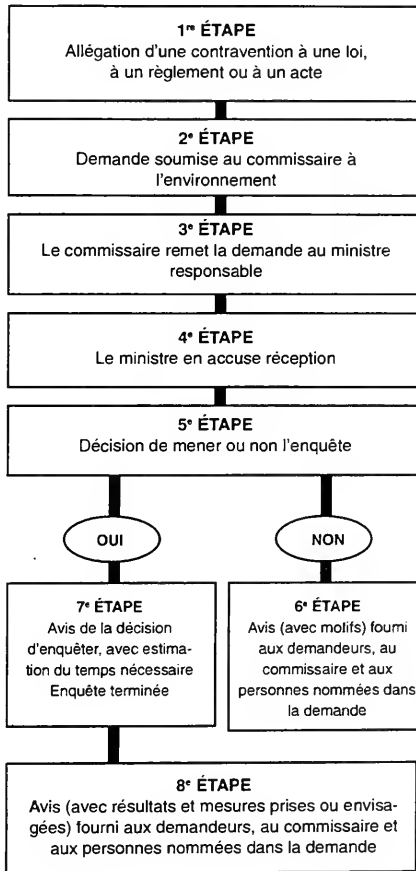 1re ÉTAPE
Allégation d'une contravention à une loi,
à un règlement ou à un acte
2e ÉTAPE
Demande soumise au commissaire à
l'environnement
3e ÉTAPE
Le commissaire remet la demande au ministre
responsable
4e ÉTAPE
Le ministre en accuse réception
5e ÉTAPE
Décision de mener ou non l'enquête
OUI
NON
7e ÉTAPE
Avis de la décision
d'enquêter, avec estima-
tion du temps nécessaire
Enquête terminée
6e ÉTAPE
Avis (avec motifs) fourni
aux demandeurs, au
commissaire et aux
personnes nommées dans
la demande
8e ÉTAPE
Avis (avec résultats et mesures prises ou envisa-
gées) fourni aux demandeurs, au commissaire et
aux personnes nommées dans la demande